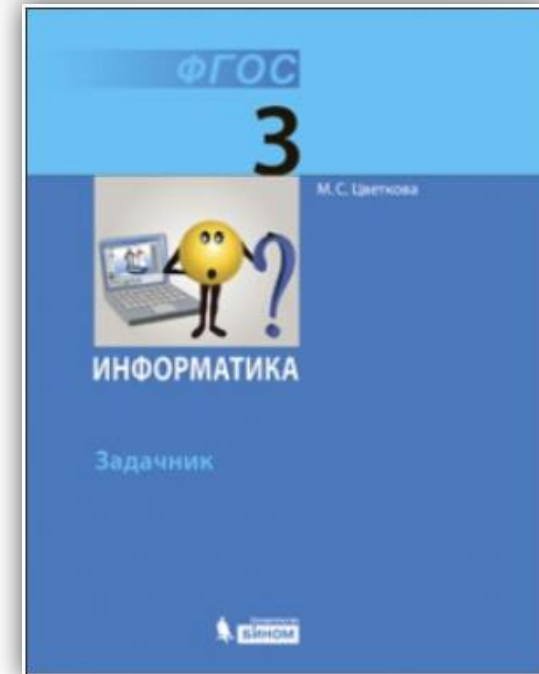 ФГОС
3
М. С. Цветкова
ИНФОРМАТИКА
Задачник
БИНОМ